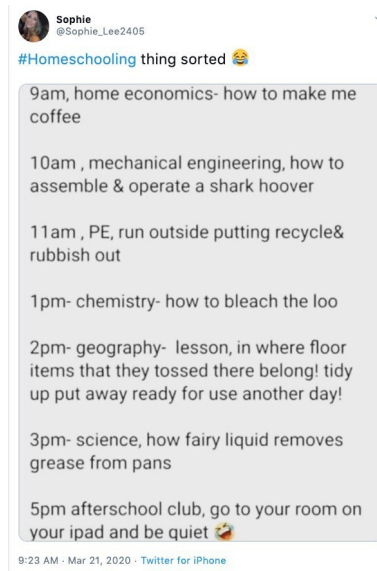 Sophie
@Sophie_Lee2405
#Homeschooling thing sorted 😂
9am, home economics- how to make me
coffee
10am , mechanical engineering, how to
assemble & operate a shark hoover
11am , PE, run outside putting recycle&
rubbish out
1pm- chemistry- how to bleach the loo
2pm- geography-  lesson, in where floor
items that they tossed there belong! tidy
up put away ready for use another day!
3pm- science, how fairy liquid removes
grease from pans
5pm afterschool club, go to your room on
your ipad and be quiet 🤣
9:23 AM · Mar 21, 2020 · Twitter for iPhone